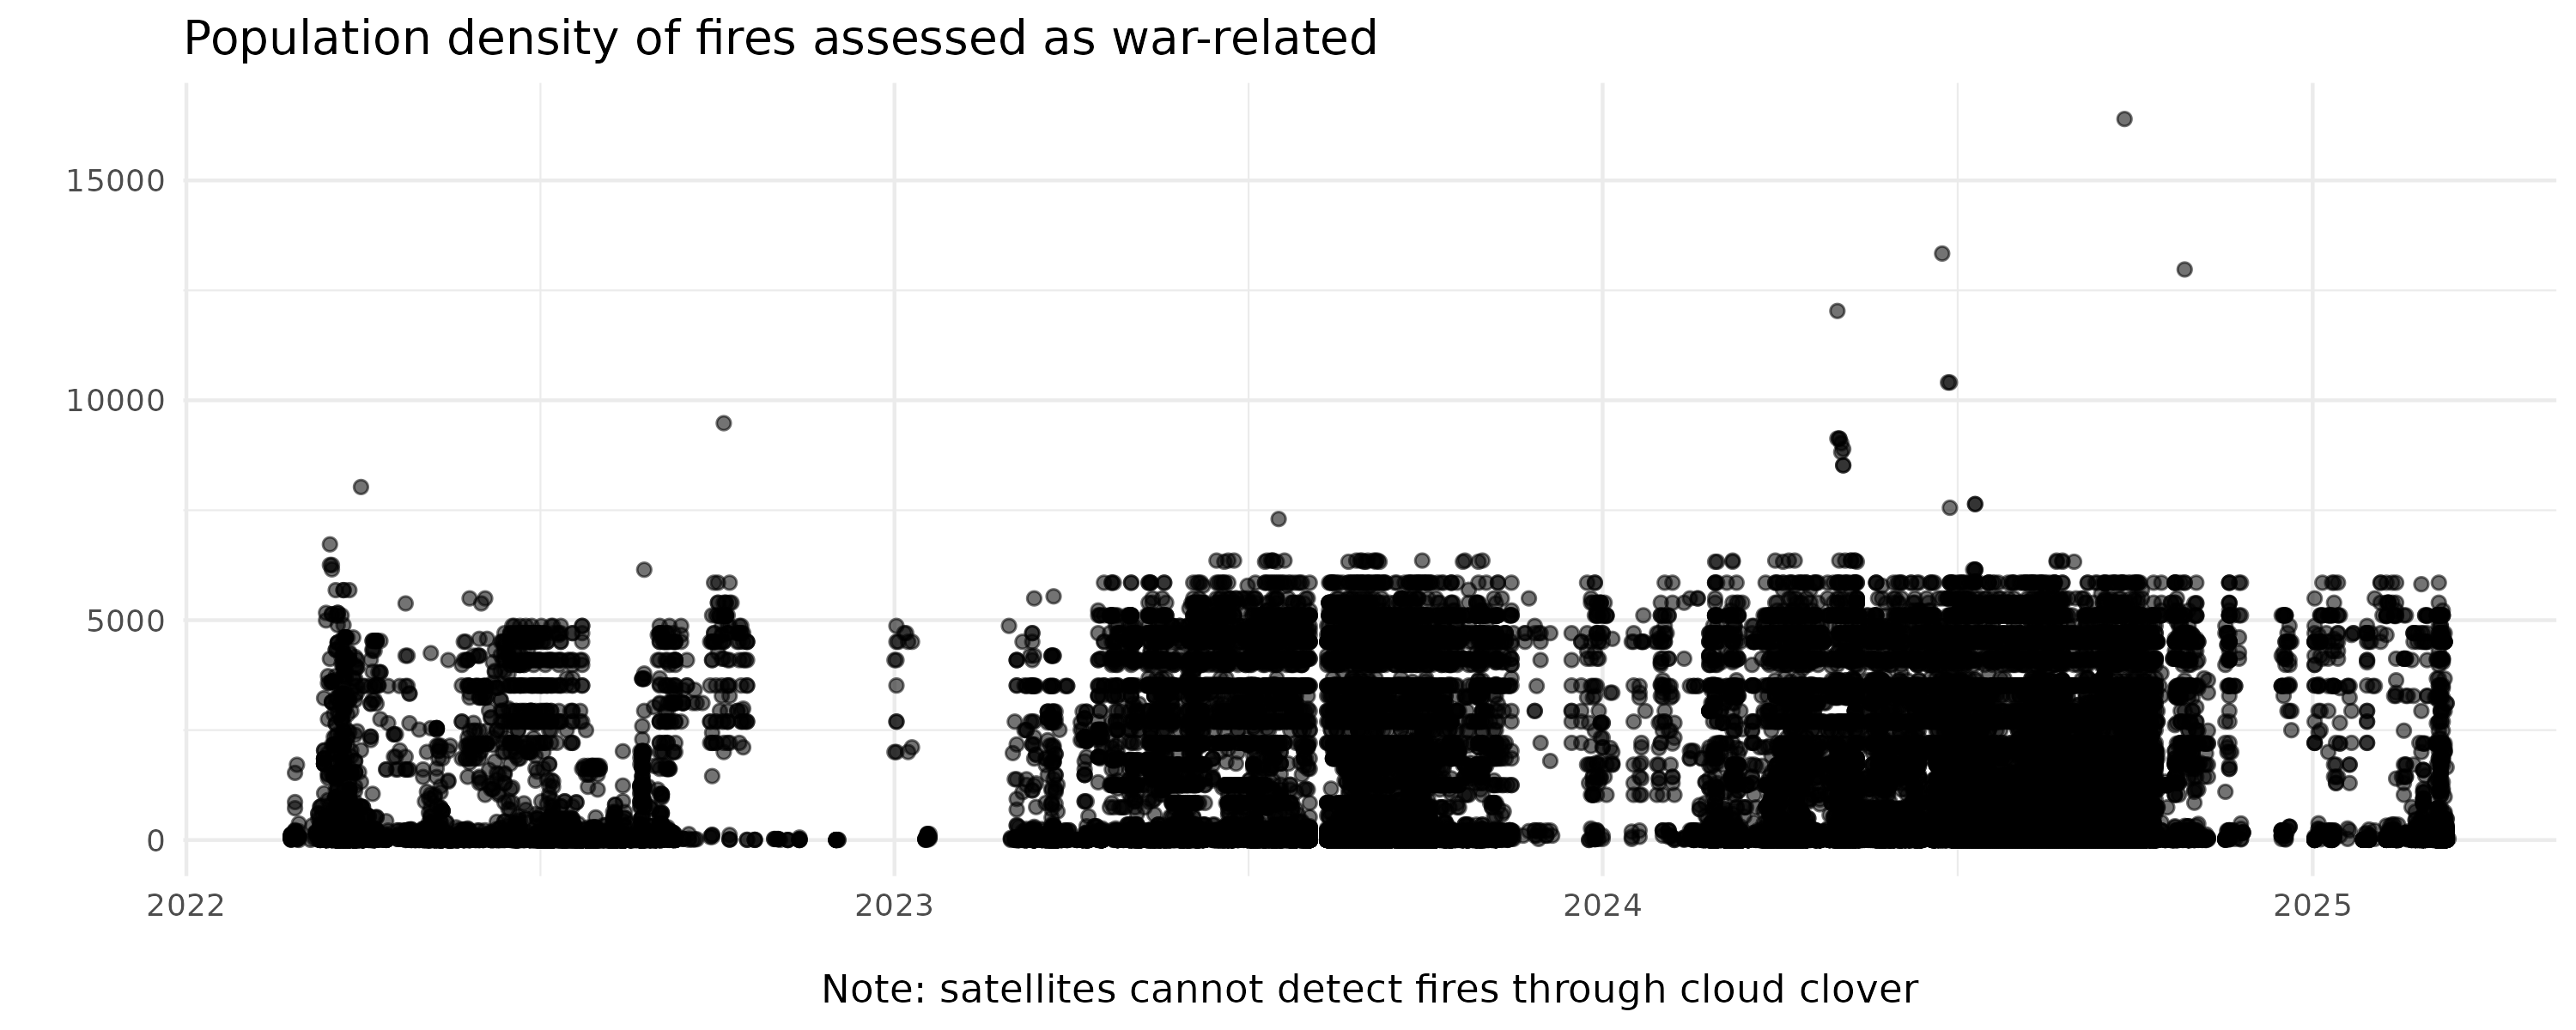 Population density of fires assessed as war-related
15000
10000
5000
0
2022 2023 2024 2025
Note: satellites cannot detect fires through cloud clover